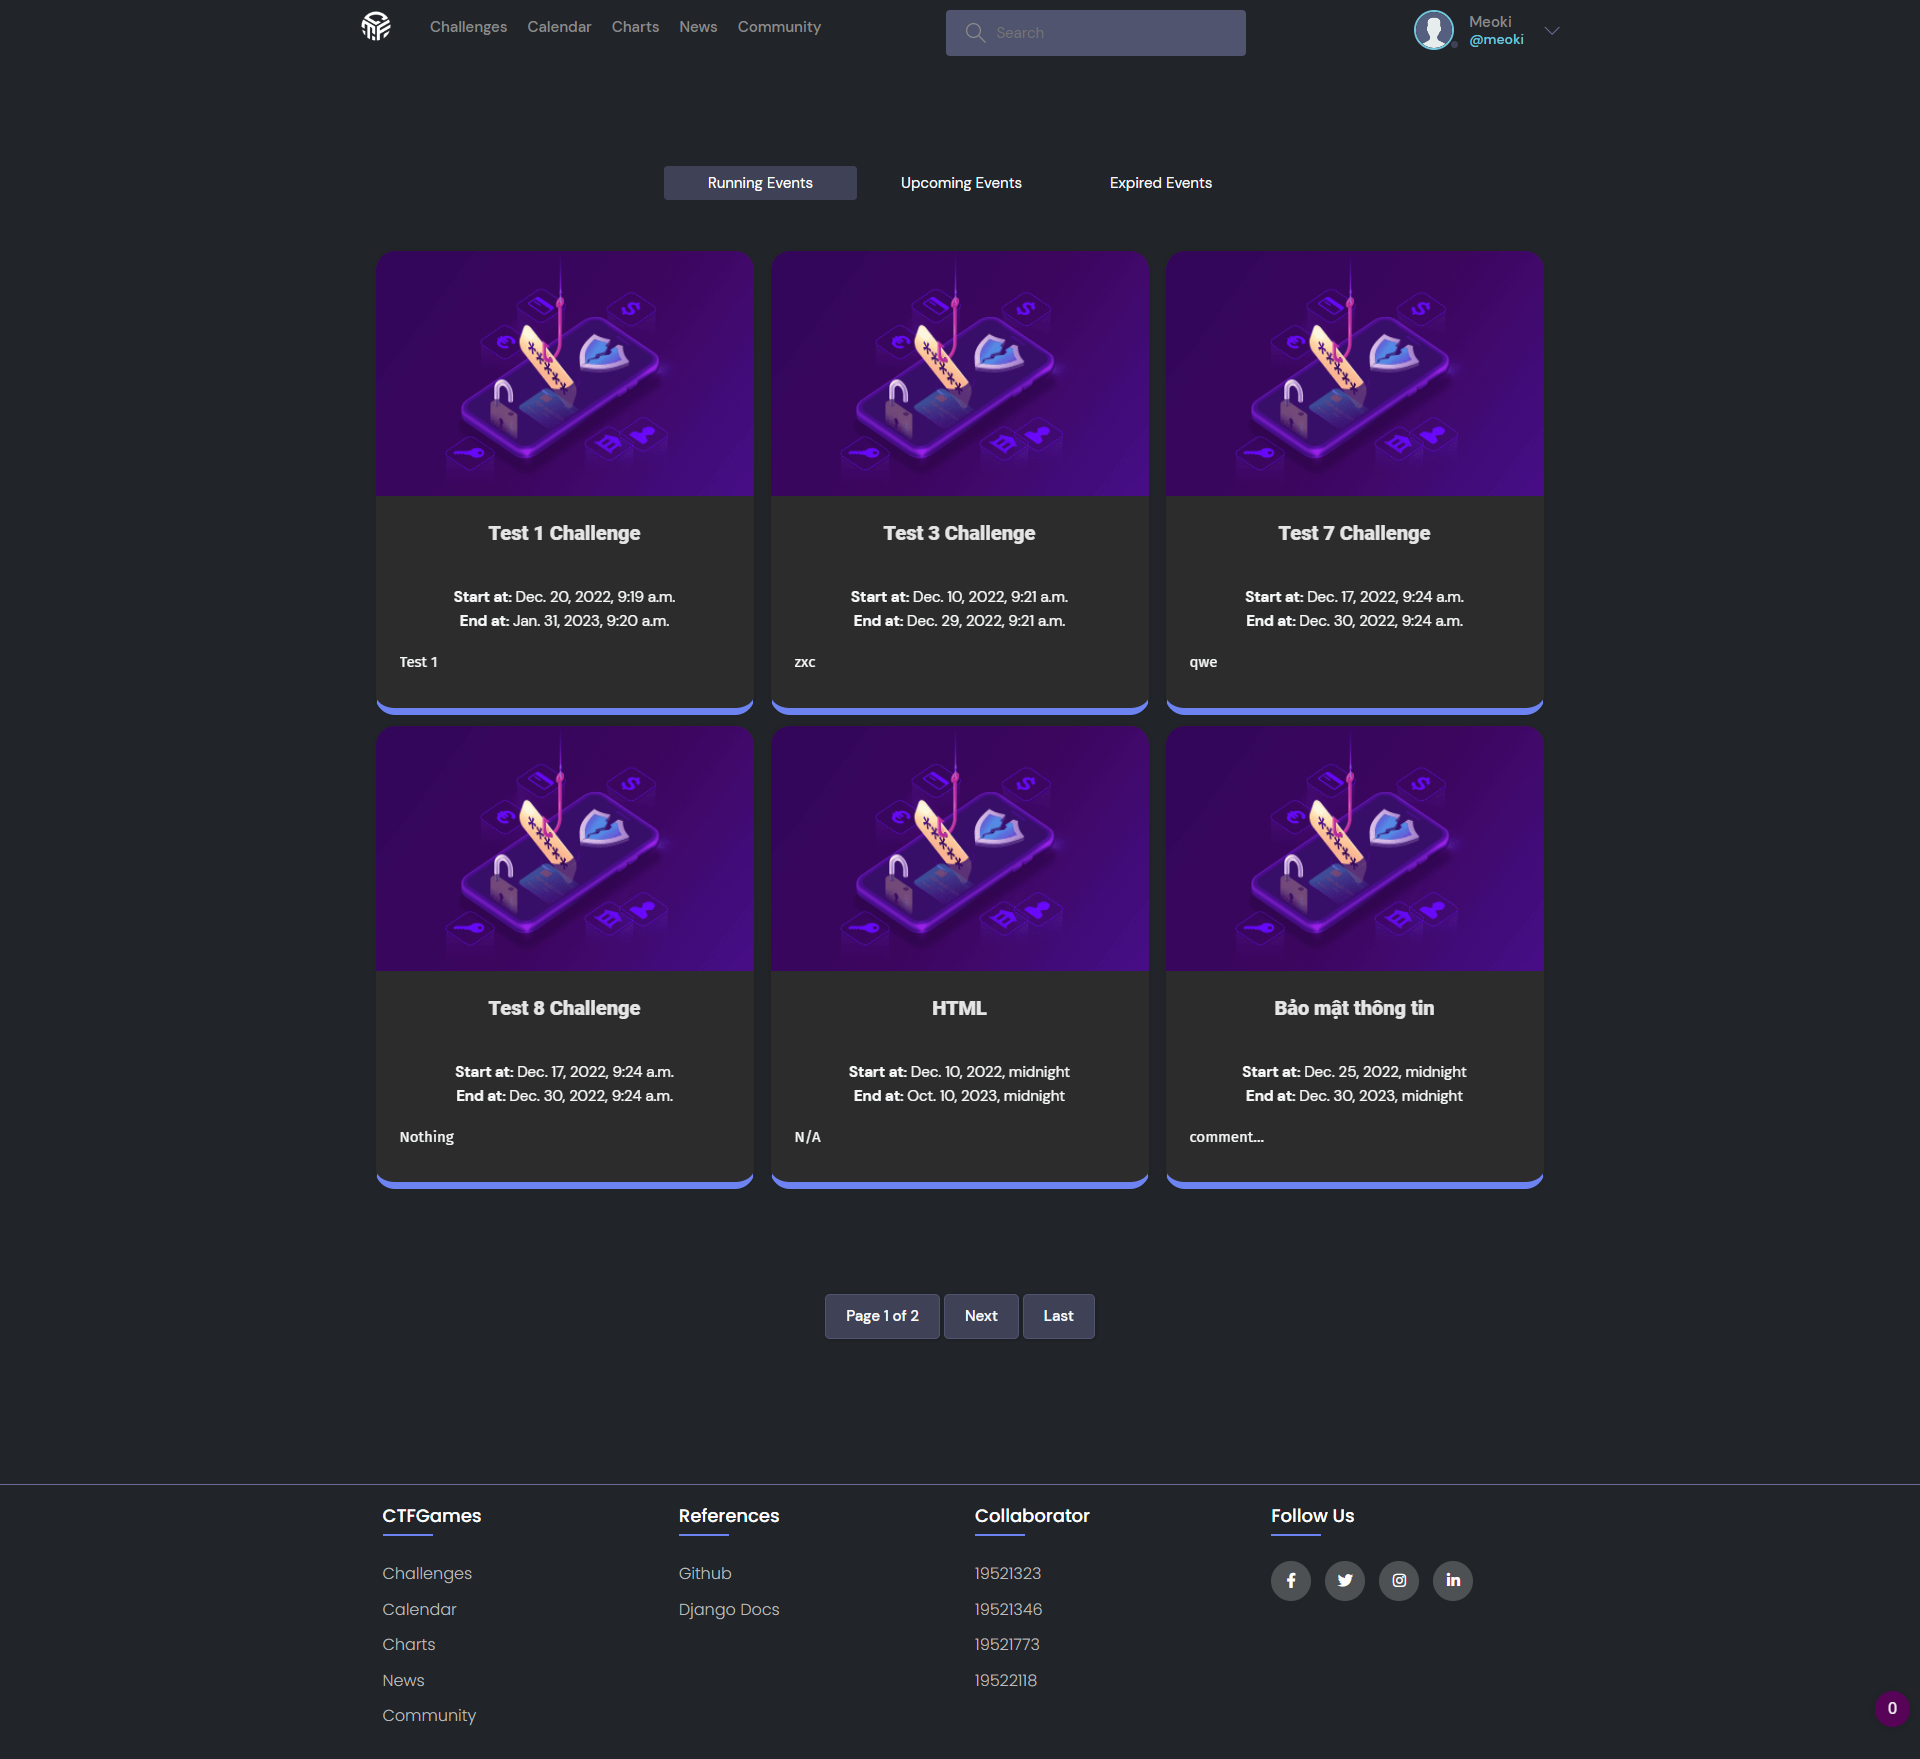 Challenges Calendar Charts News Community
Search
Meoki
@meoki
Running Events
Upcoming Events
Expired Events
Test 1 Challenge
Start at: Dec. 20, 2022, 9:19 a.m.
End at: Jan. 31, 2023, 9:20 a.m.
Test 1
Test 3 Challenge
Start at: Dec. 10, 2022, 9:21 a.m.
End at: Dec. 29, 2022, 9:21 a.m.
zxc
Test 7 Challenge
Start at: Dec. 17, 2022, 9:24 a.m.
End at: Dec. 30, 2022, 9:24 a.m.
qwe
Test 8 Challenge
Start at: Dec. 17, 2022, 9:24 a.m.
End at: Dec. 30, 2022, 9:24 a.m.
Nothing
HTML
Start at: Dec. 10, 2022, midnight
End at: Oct. 10, 2023, midnight
N/A
Bảo mật thông tin
Start at: Dec. 25, 2022, midnight
End at: Dec. 30, 2023, midnight
comment...
Page 1 of 2
Next
Last
CTFGames
Challenges
Calendar
Charts
News
Community
References
Github
Django Docs
Collaborator
19521323
19521346
19521773
19522118
Follow Us
0